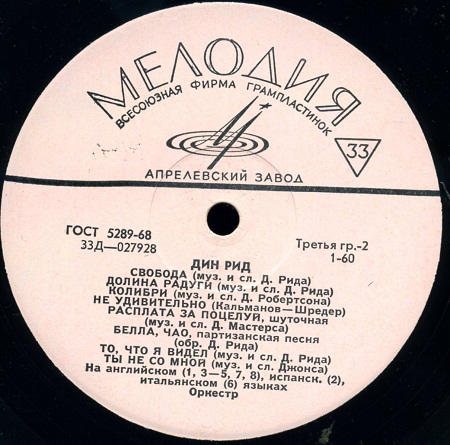 МЕЛОДИЯ
ВСЕСОЮЗНАЯ ФИРМА ГРАМПЛАСТИНОК
33
АПРЕЛЕВСКИЙ ЗАВОД
ГОСТ 5289-68
33Д—027928
Третья гр.-2
1-60
ДИН РИД
СВОБОДА (муз. и сл. Д. Рида)
ДОЛИНА РАДУГИ (муз. и сл. Д. Рида)
КОЛИБРИ (муз. и сл. Д. Робертсона)
НЕ УДИВИТЕЛЬНО (Кальманов—Шредер)
РАСПЛАТА ЗА ПОЦЕЛУЙ, шуточная
(муз. и сл. Д. Мастерса)
БЕЛЛА, ЧАО, партизанская песня
(обр. Д. Рида)
ТО, ЧТО Я ВИДЕЛ (муз. и сл. Д. Рида)
ТЫ НЕ СО МНОЙ (муз. и сл. Джонса)
На английском (1, 3—5, 7, 8), испанск. (2),
итальянском (6) языках
Оркестр